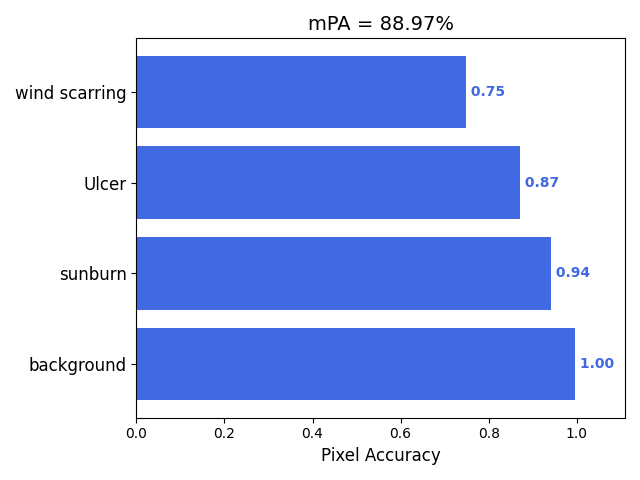 mPA = 88.97%
wind scarring
0.75
Ulcer
0.87
sunburn
0.94
background
1.00
0.0 0.2 0.4 0.6 0.8 1.0
Pixel Accuracy